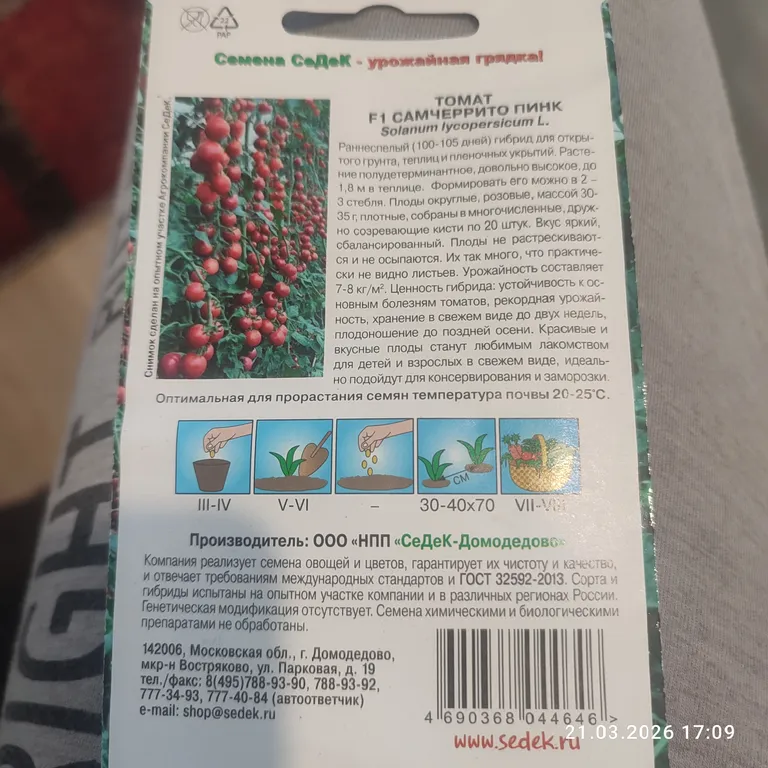 22
PAP
Семена СеДеК - урожайная грядка!
ТОМАТ
F1 САМЧЕРРИТО ПИНК
Solanum lycopersicum L.
Снимок сделан на опытном участке Агрокомпании СеДек.
Раннеспелый (100-105 дней) гибрид для откры-
того грунта, теплиц и пленочных укрытий. Расте-
ние полудетерминантное, довольно высокое, до
1,8 м в теплице. Формировать его можно в 2 –
3 стебля. Плоды округлые, розовые, массой 30-
35 г, плотные, собраны в многочисленные, друж-
но созревающие кисти по 20 штук. Вкус яркий,
сбалансированный. Плоды не растрескивают-
ся и не осыпаются. Их так много, что практиче-
ски не видно листьев. Урожайность составляет
7-8 кг/м². Ценность гибрида: устойчивость к ос-
новным болезням томатов, рекордная урожай-
ность, хранение в свежем виде до двух недель,
плодоношение до поздней осени. Красивые и
вкусные плоды станут любимым лакомством
для детей и взрослых в свежем виде, идеаль-
но подойдут для консервирования и заморозки.
Оптимальная для прорастания семян температура почвы 20-25°С.
СМ
III-IV V-VI – 30-40x70 VII-VIII
Производитель: ООО «НПП «СеДеК-Домодедово»
Компания реализует семена овощей и цветов, гарантирует их чистоту и качество,
и отвечает требованиям международных стандартов и ГОСТ 32592-2013. Сорта и
гибриды испытаны на опытном участке компании и в различных регионах России.
Генетическая модификация отсутствует. Семена химическими и биологическими
препаратами не обработаны.
142006, Московская обл., г. Домодедово,
мкр-н Востряково, ул. Парковая, д. 19
тел./факс: 8(495)788-93-90, 788-93-92,
777-34-93, 777-40-84 (автоответчик)
e-mail: shop@sedek.ru
4 690368 044646 >
www.sedek.ru
21.03.2026 17:09